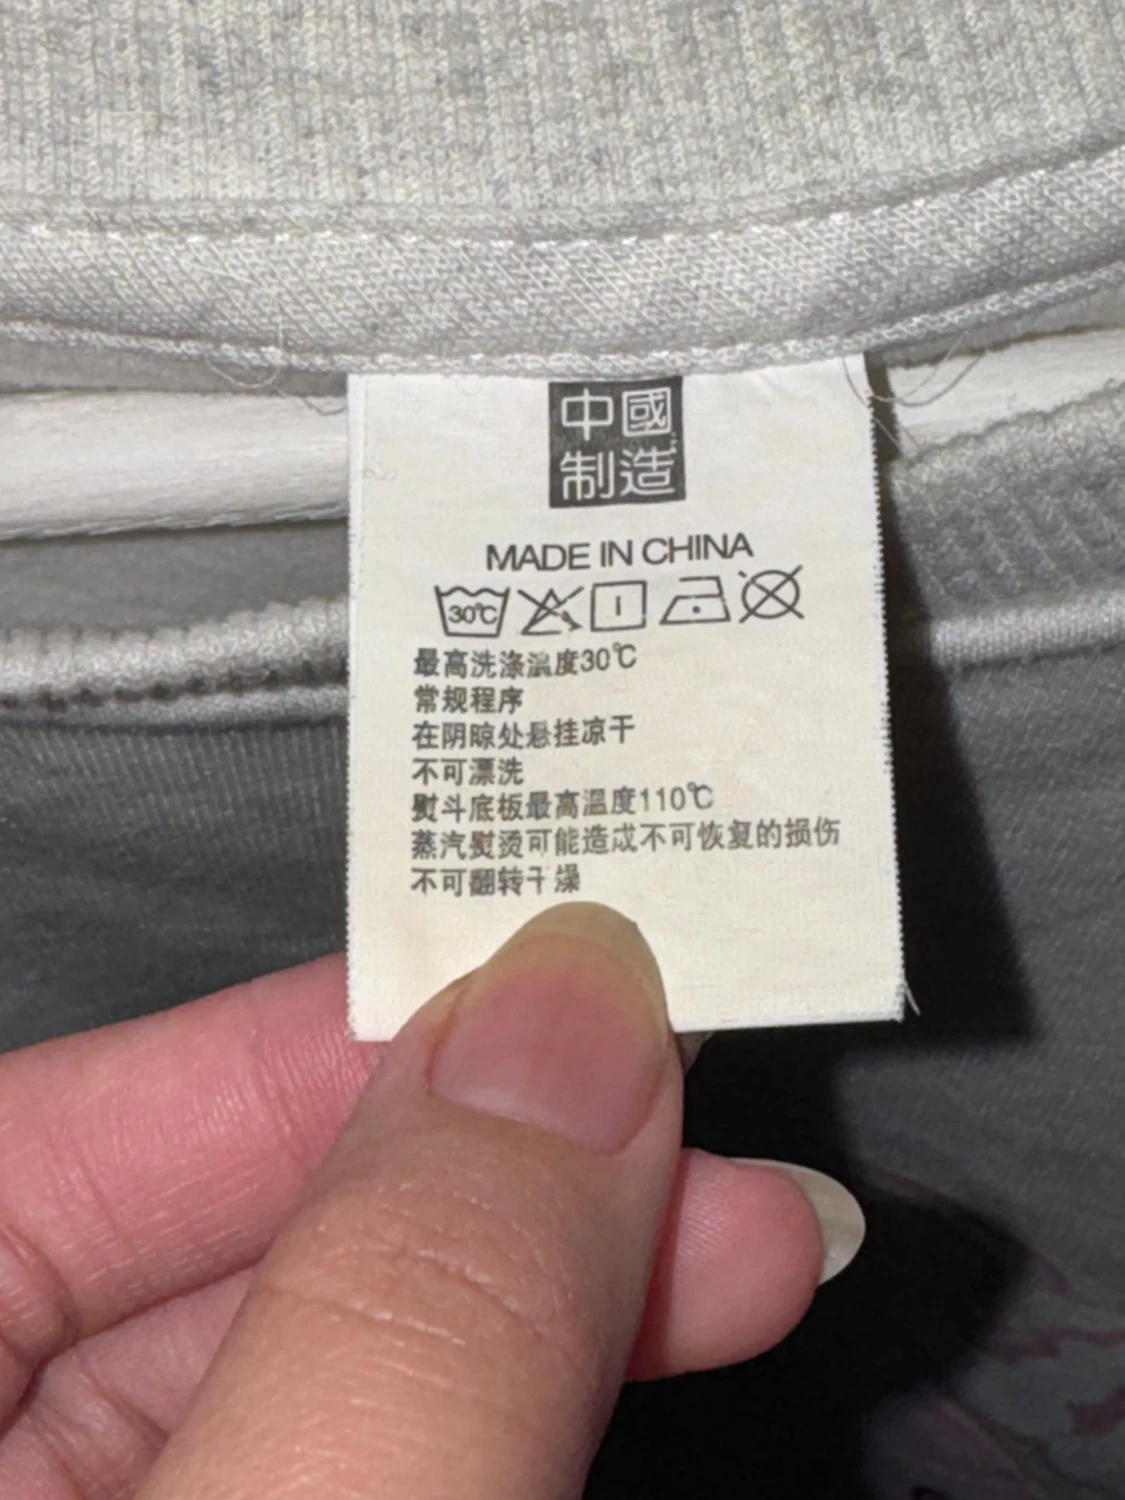 中國
制造
MADE IN CHINA
30℃
最高洗涤温度30℃
常规程序
在阴晾处悬挂凉干
不可漂洗
熨斗底板最高温度110℃
蒸汽熨烫可能造成不可恢复的损伤
不可翻转干燥